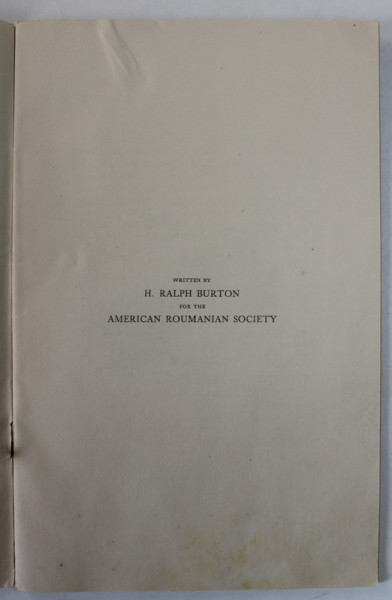 WRITTEN BY
H. RALPH BURTON
FOR THE
AMERICAN ROUMANIAN SOCIETY